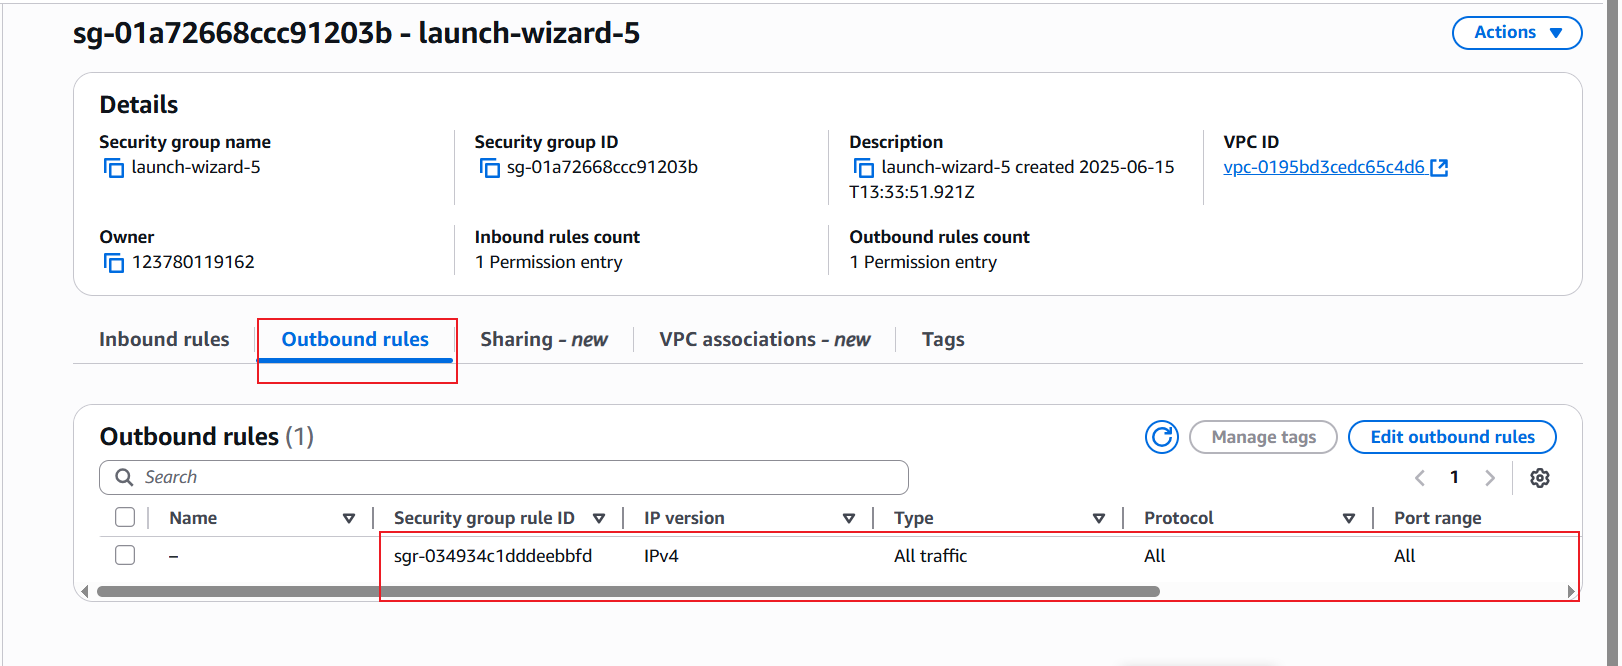 sg-01a72668ccc91203b - launch-wizard-5
Actions
Details
Security group name
launch-wizard-5
Security group ID
sg-01a72668ccc91203b
Description
launch-wizard-5 created 2025-06-15
T13:33:51.921Z
VPC ID
vpc-0195bd3cedc65c4d6
Owner
123780119162
Inbound rules count
1 Permission entry
Outbound rules count
1 Permission entry
Inbound rules
Outbound rules
Sharing - new
VPC associations - new
Tags
Outbound rules (1)
Manage tags
Edit outbound rules
Search
1
Name
Security group rule ID
IP version
Type
Protocol
Port range
–
sgr-034934c1dddeebbfd
IPv4
All traffic
All
All